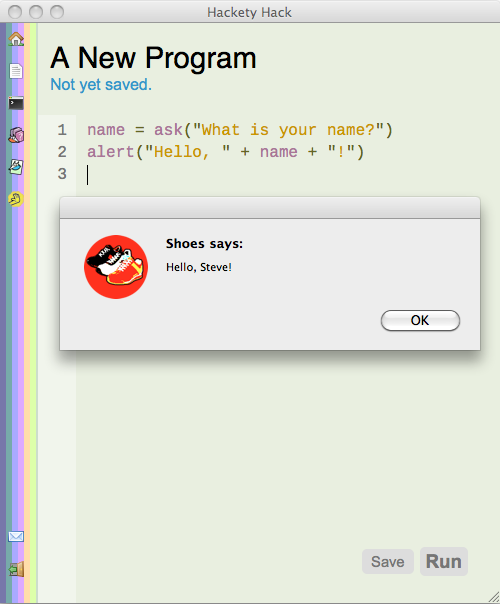 Hackety Hack
A New Program
Not yet saved.
1 name = ask("What is your name?")
2 alert("Hello, " + name + "!")
3
Shoes says:
Hello, Steve!
OK
Save Run